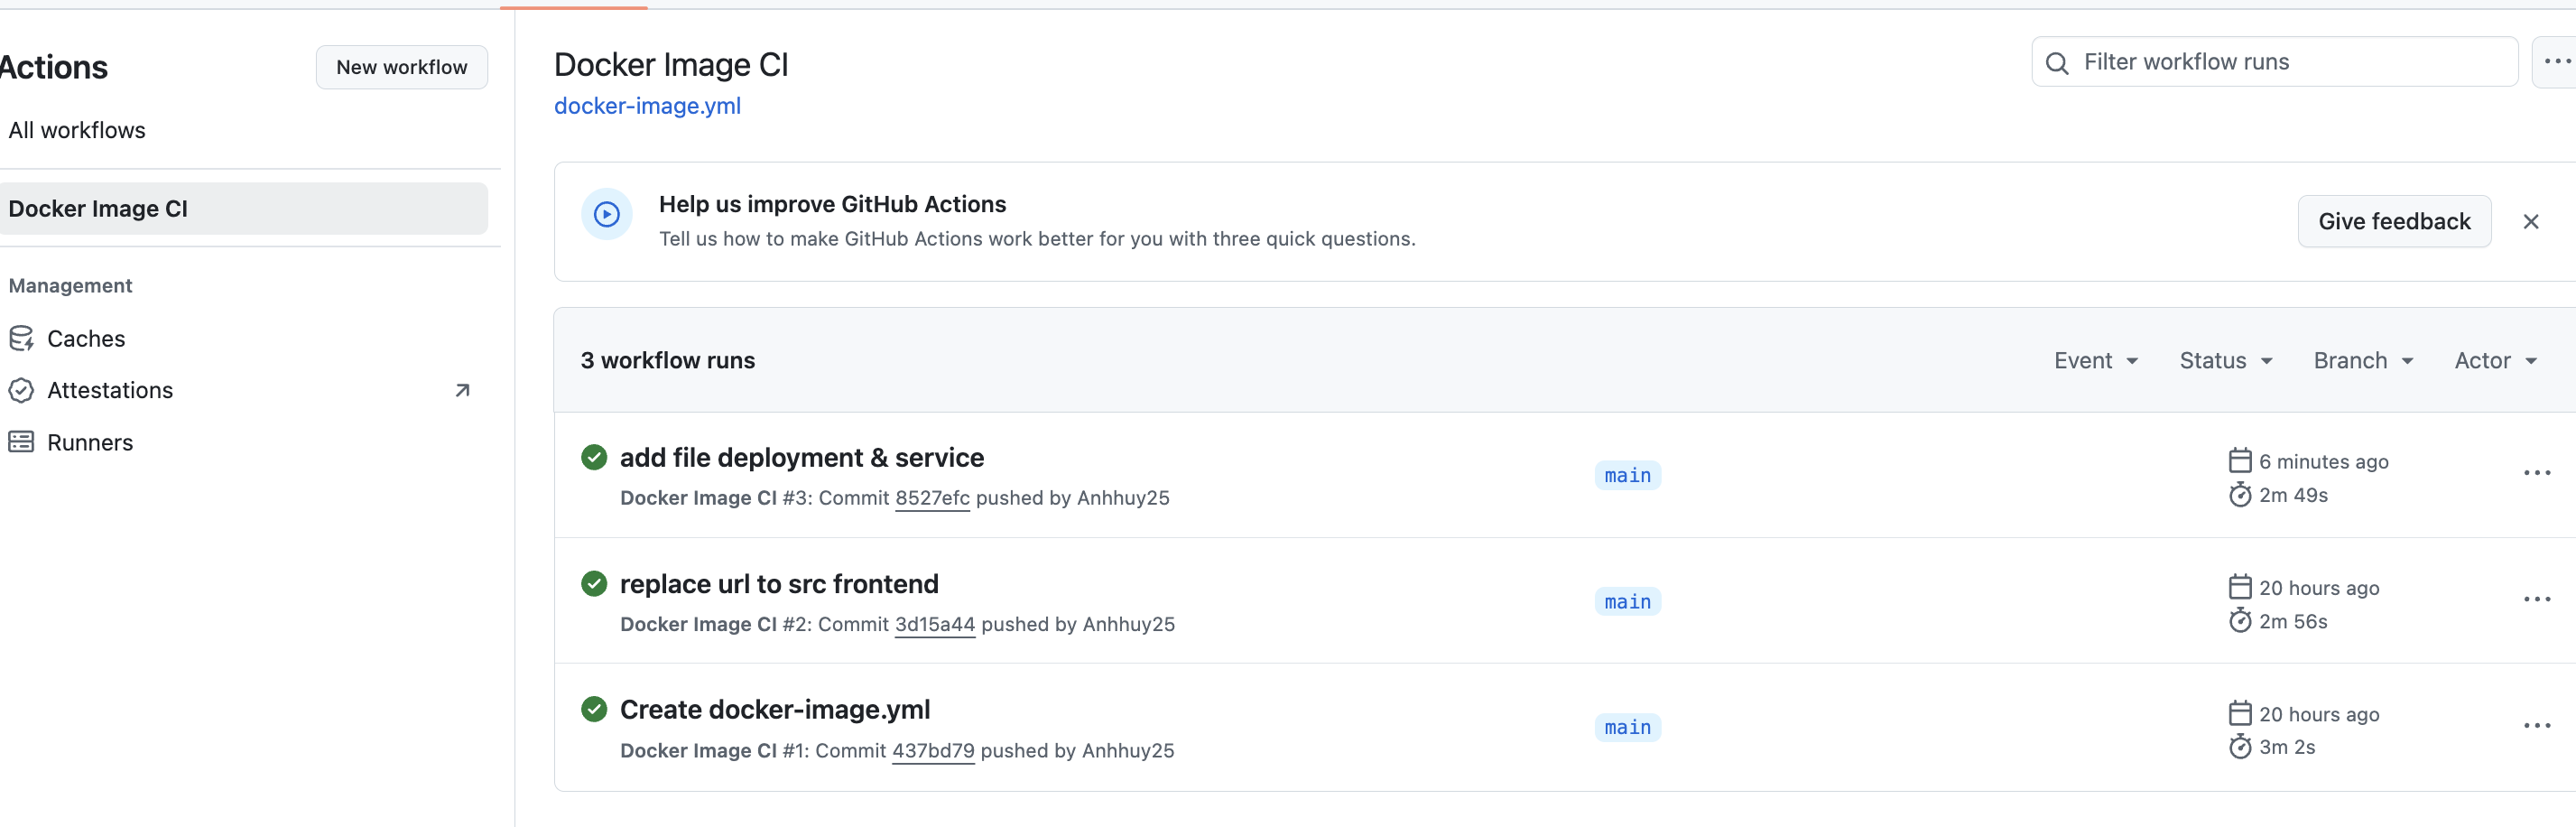 Actions
New workflow
All workflows
Docker Image CI
Management
Caches
Attestations
Runners
Docker Image CI
docker-image.yml
Filter workflow runs
Help us improve GitHub Actions
Tell us how to make GitHub Actions work better for you with three quick questions.
Give feedback
3 workflow runs
Event
Status
Branch
Actor
add file deployment & service
Docker Image CI #3: Commit 8527efc pushed by Anhhuy25
main
6 minutes ago
2m 49s
replace url to src frontend
Docker Image CI #2: Commit 3d15a44 pushed by Anhhuy25
main
20 hours ago
2m 56s
Create docker-image.yml
Docker Image CI #1: Commit 437bd79 pushed by Anhhuy25
main
20 hours ago
3m 2s